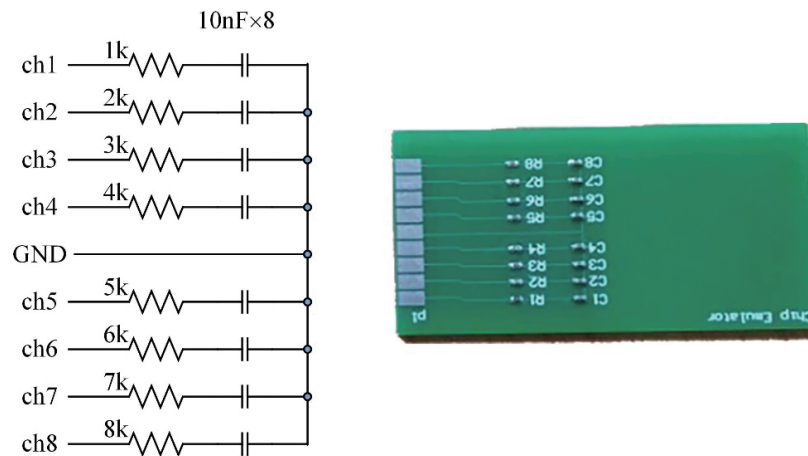 10nF×8
ch1 1k
ch2 2k
ch3 3k
ch4 4k
GND
ch5 5k
ch6 6k
ch7 7k
ch8 8k
R8 C8
R7 C7
R6 C6
R5 C5
R4 C4
R3 C3
R2 C2
R1 C1
p1
Chip Emulator